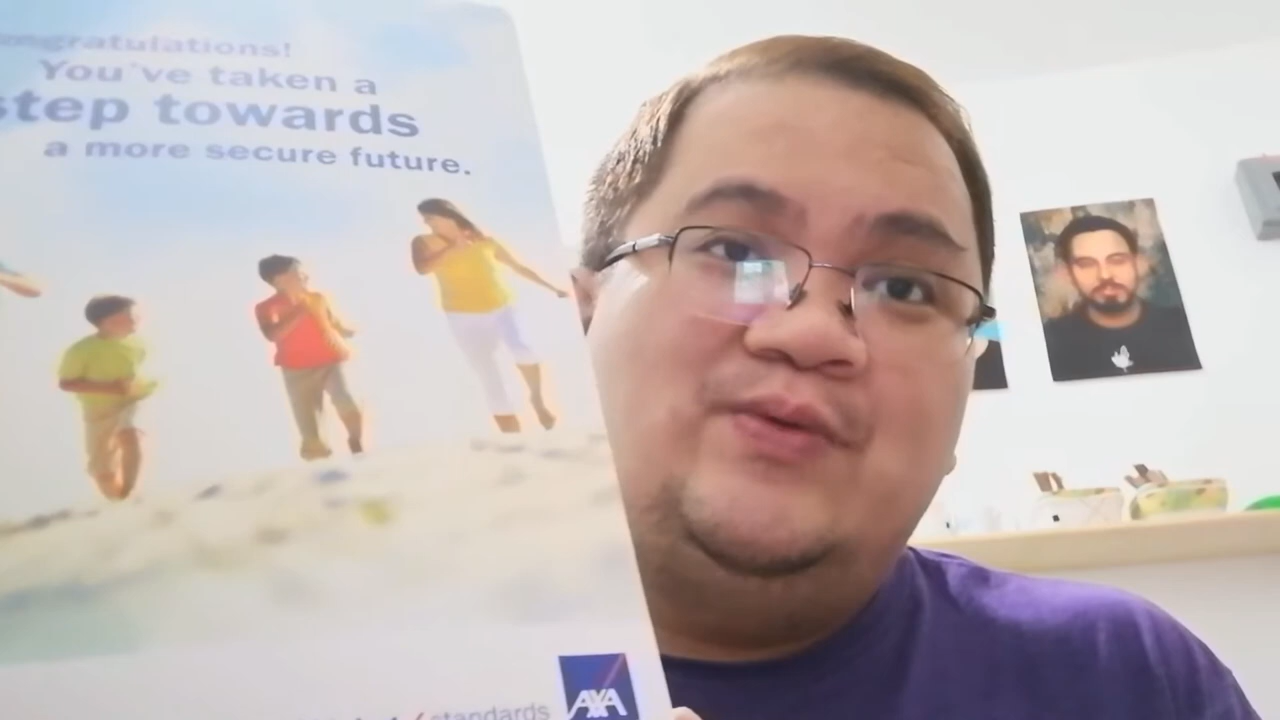 ongratulations!
You've taken a
step towards
a more secure future.
/standards
AXA